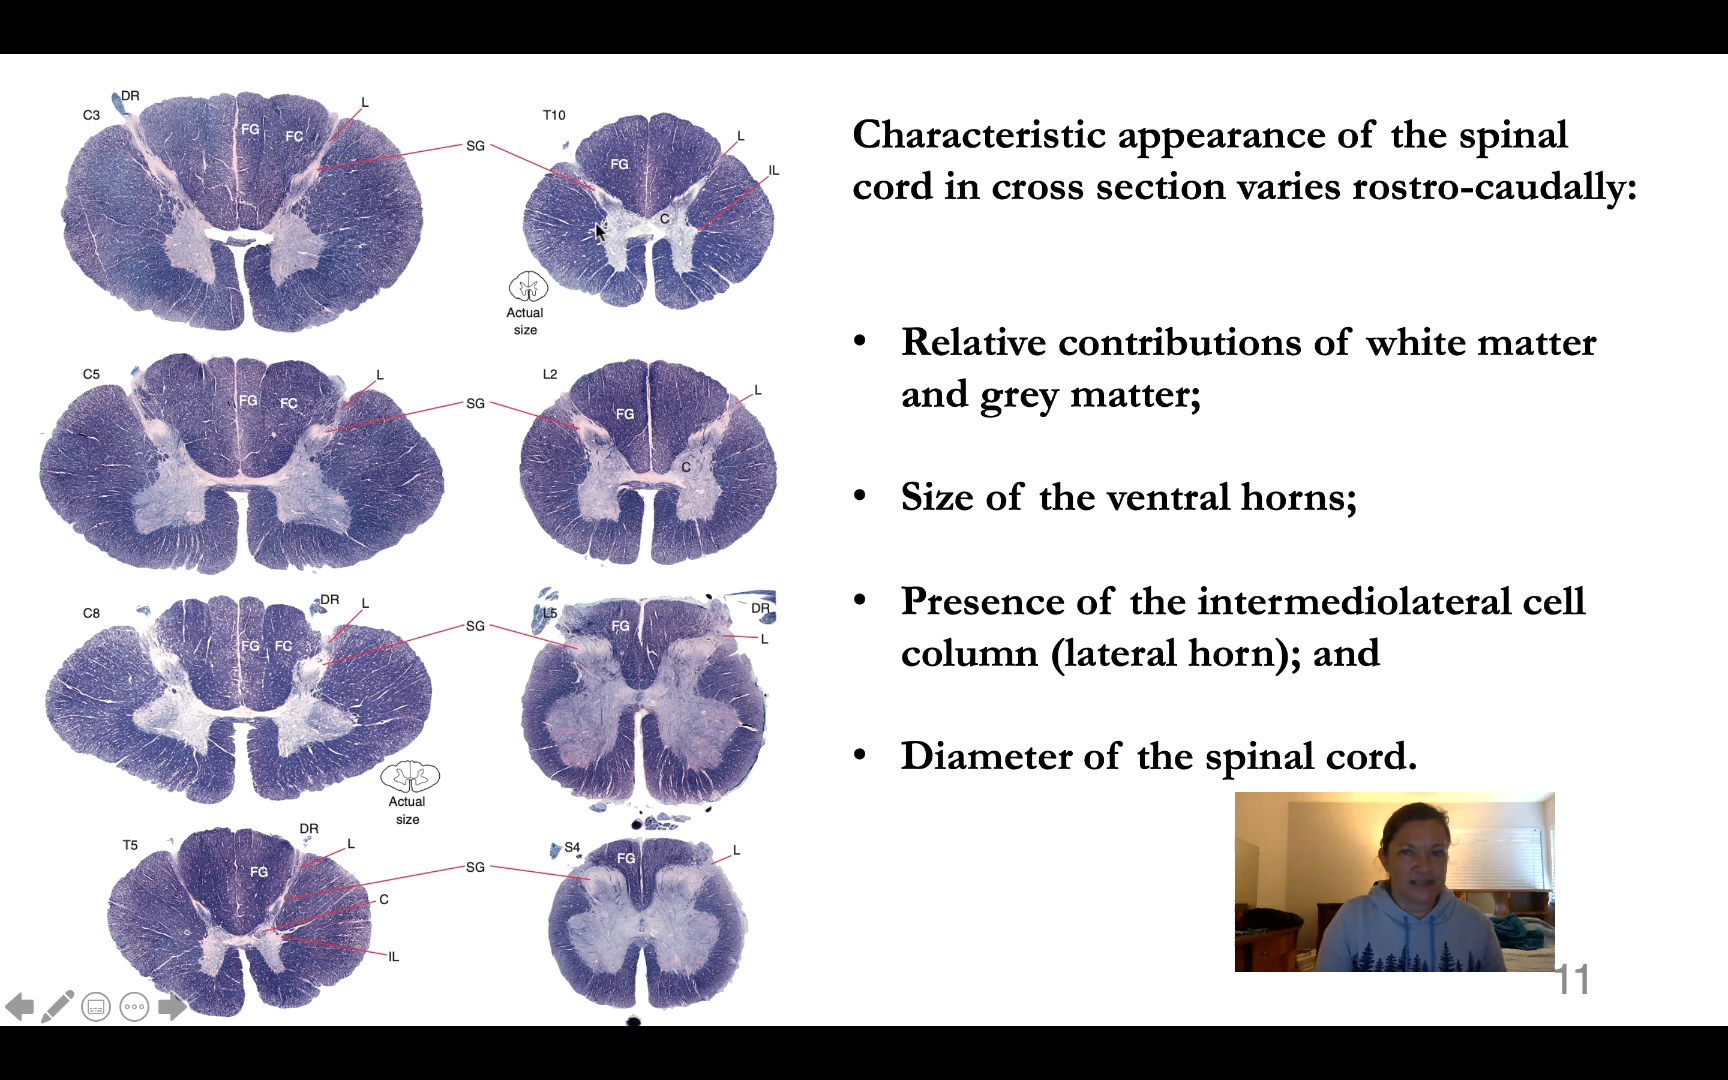 DR
C3
FG
FC
L
SG
T10
FG
L
IL
C
Actual
size
C5
FG
FC
L
SG
L2
FG
L
C
C8
DR
FG
FC
L
SG
L5
FG
DR
L
Actual
size
T5
DR
FG
L
SG
C
IL
S4
FG
L
Characteristic appearance of the spinal
cord in cross section varies rostro-caudally:
• Relative contributions of white matter
and grey matter;
• Size of the ventral horns;
• Presence of the intermediolateral cell
column (lateral horn); and
• Diameter of the spinal cord.
11